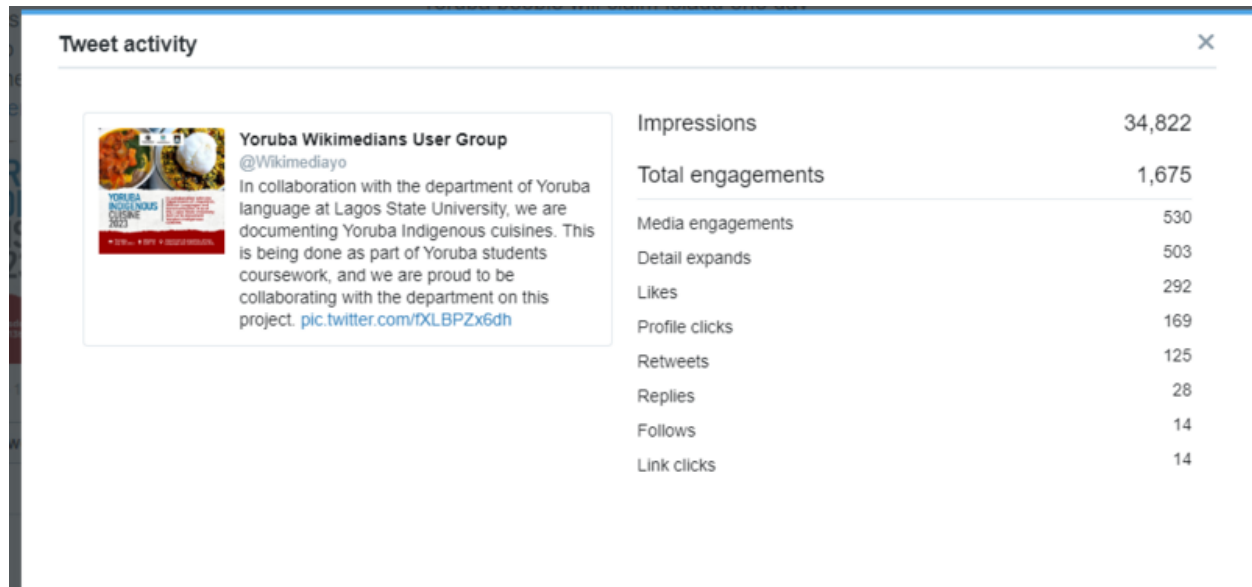 Tweet activity
×
YORUBA
INDIGENOUS
CUISINE
2023
Yoruba Wikimedians User Group
@Wikimediayo
In collaboration with the department of Yoruba
language at Lagos State University, we are
documenting Yoruba Indigenous cuisines. This
is being done as part of Yoruba students
coursework, and we are proud to be
collaborating with the department on this
project. pic.twitter.com/fXLBPZx6dh
Impressions 34,822
Total engagements 1,675
Media engagements 530
Detail expands 503
Likes 292
Profile clicks 169
Retweets 125
Replies 28
Follows 14
Link clicks 14